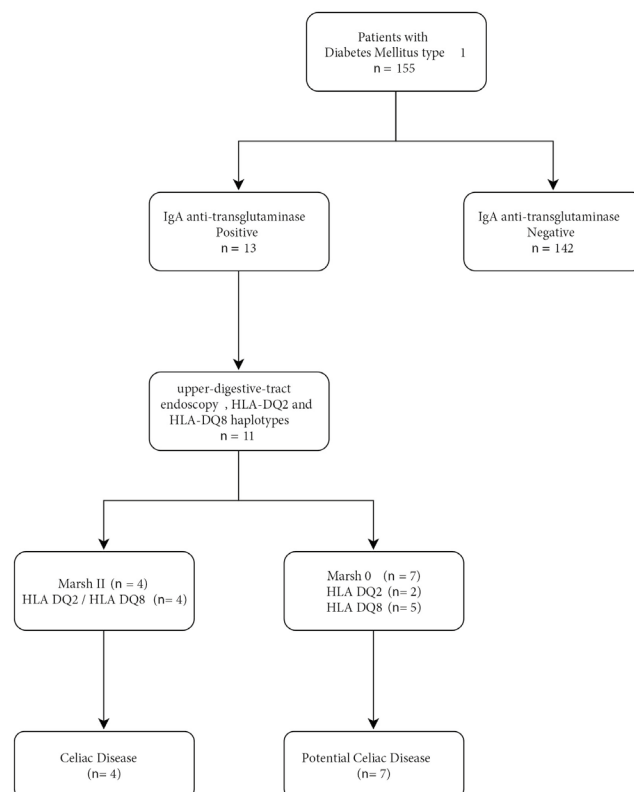 Patients with
Diabetes Mellitus type 1
n = 155
IgA anti-transglutaminase
Positive
n = 13
IgA anti-transglutaminase
Negative
n = 142
upper-digestive-tract
endoscopy , HLA-DQ2 and
HLA-DQ8 haplotypes
n = 11
Marsh II (n = 4)
HLA DQ2 / HLA DQ8 (n= 4)
Marsh 0 (n = 7)
HLA DQ2 (n= 2)
HLA DQ8 (n= 5)
Celiac Disease
(n= 4)
Potential Celiac Disease
(n= 7)